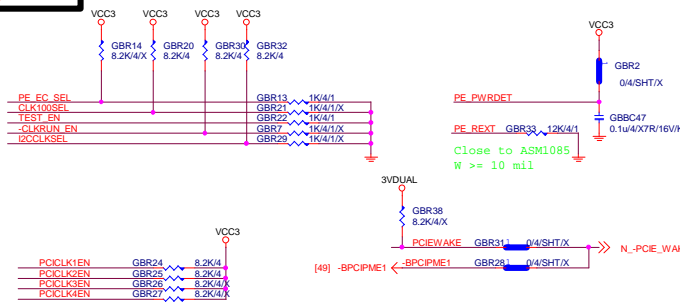 VCC3 VCC3 VCC3 VCC3
GBR14 GBR20 GBR30 GBR32
8.2K/4/X 8.2K/4 8.2K/4 8.2K/4
PE_EC_SEL GBR13 1K/4/1
CLK100SEL GBR21 1K/4/1/X
TEST_EN GBR22 1K/4/1
-CLKRUN_EN GBR7 1K/4/1/X
I2CCLKSEL GBR29 1K/4/1/X
VCC3
GBR2
0/4/SHT/X
PE_PWRDET
GBBC47
0.1u/4/X7R/16V/K
PE_REXT GBR33 12K/4/1
Close to ASM1085
W >= 10 mil
3VDUAL
GBR38
8.2K/4/X
PCIEWAKE GBR31 1 0/4/SHT/X
[49] -BPCIPME1 -BPCIPME1 GBR28 1 0/4/SHT/X
VCC3
PCICLK1EN GBR24 8.2K/4
PCICLK2EN GBR25 8.2K/4
PCICLK3EN GBR26 8.2K/4/X
PCICLK4EN GBR27 8.2K/4/X